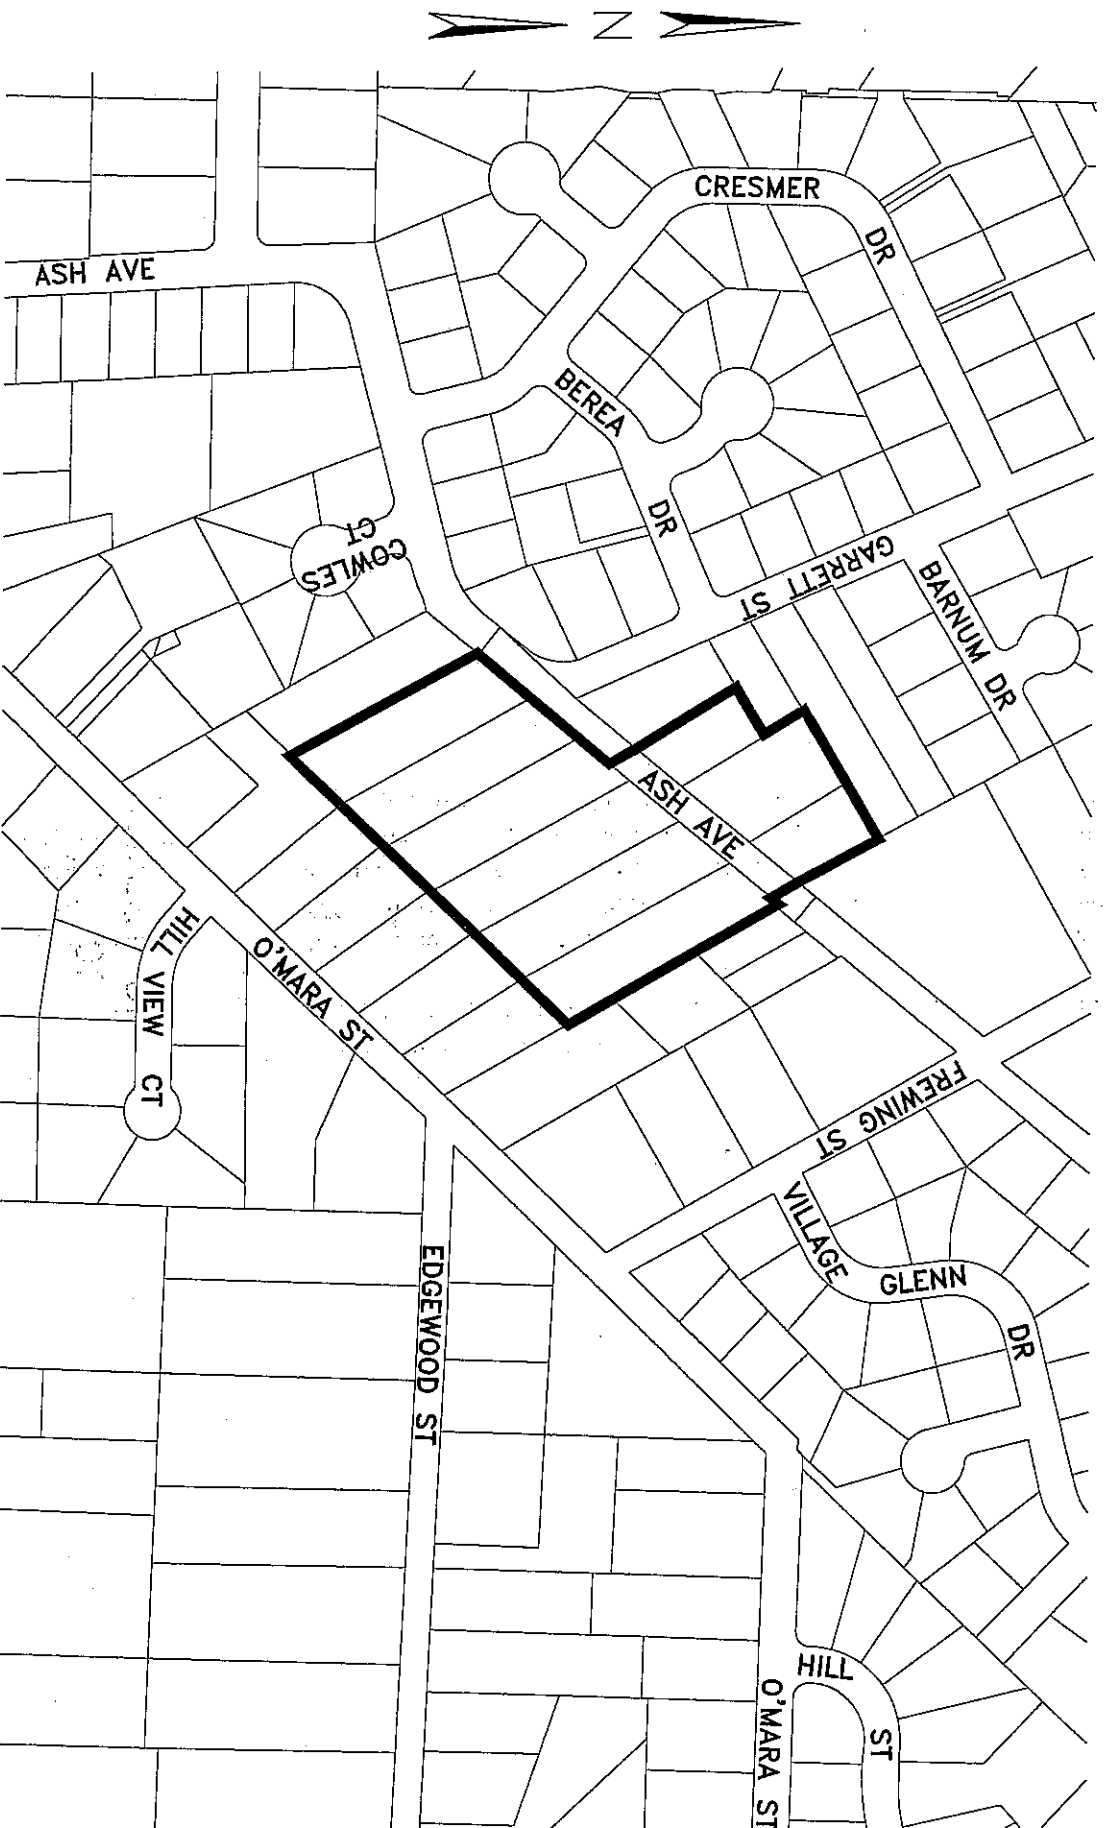 N
CRESMER
DR
ASH AVE
BEREA
DR
COWLES
CT
GARRETT ST
BARNUM DR
ASH AVE
HILL
VIEW
CT
O'MARA ST
FREWING ST
VILLAGE
GLENN
DR
EDGEWOOD ST
HILL
ST
O'MARA ST